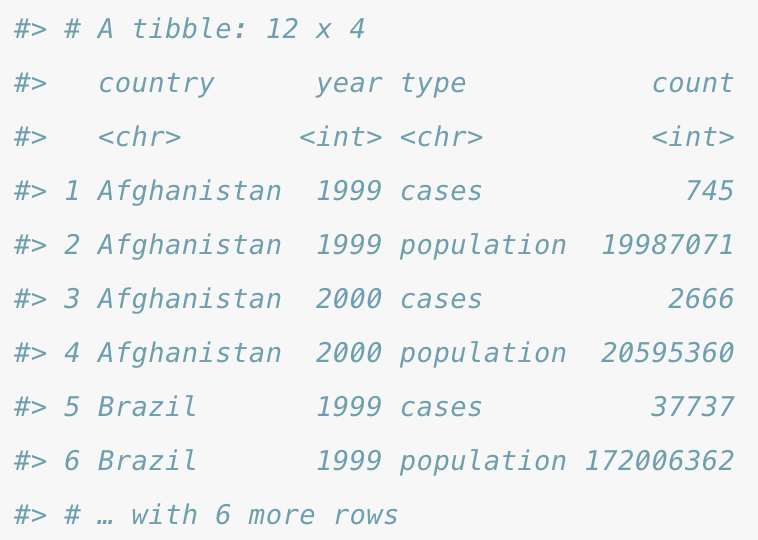 #> # A tibble: 12 x 4
#>   country      year type           count
#>   <chr>       <int> <chr>          <int>
#> 1 Afghanistan  1999 cases            745
#> 2 Afghanistan  1999 population  19987071
#> 3 Afghanistan  2000 cases           2666
#> 4 Afghanistan  2000 population  20595360
#> 5 Brazil       1999 cases          37737
#> 6 Brazil       1999 population 172006362
#> # … with 6 more rows